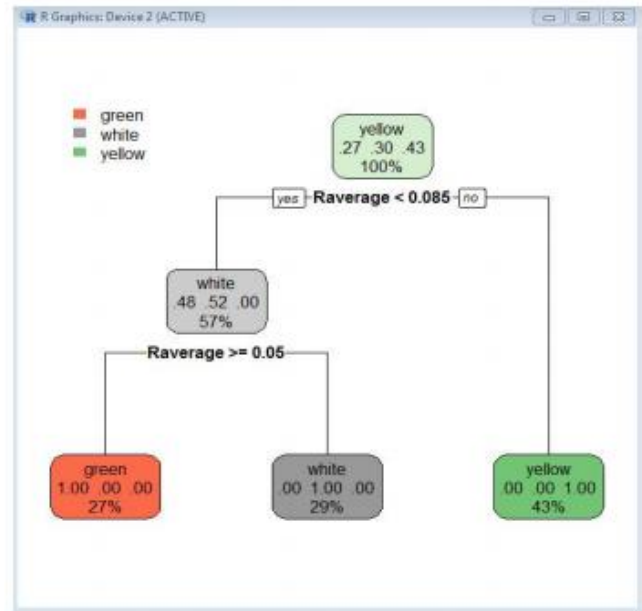 R Graphics: Device 2 (ACTIVE)
green
white
yellow
yellow
.27 .30 .43
100%
yes Raverage < 0.085 no
white
.48 .52 .00
57%
Raverage >= 0.05
green
1.00 .00 .00
27%
white
.00 1.00 .00
29%
yellow
.00 .00 1.00
43%